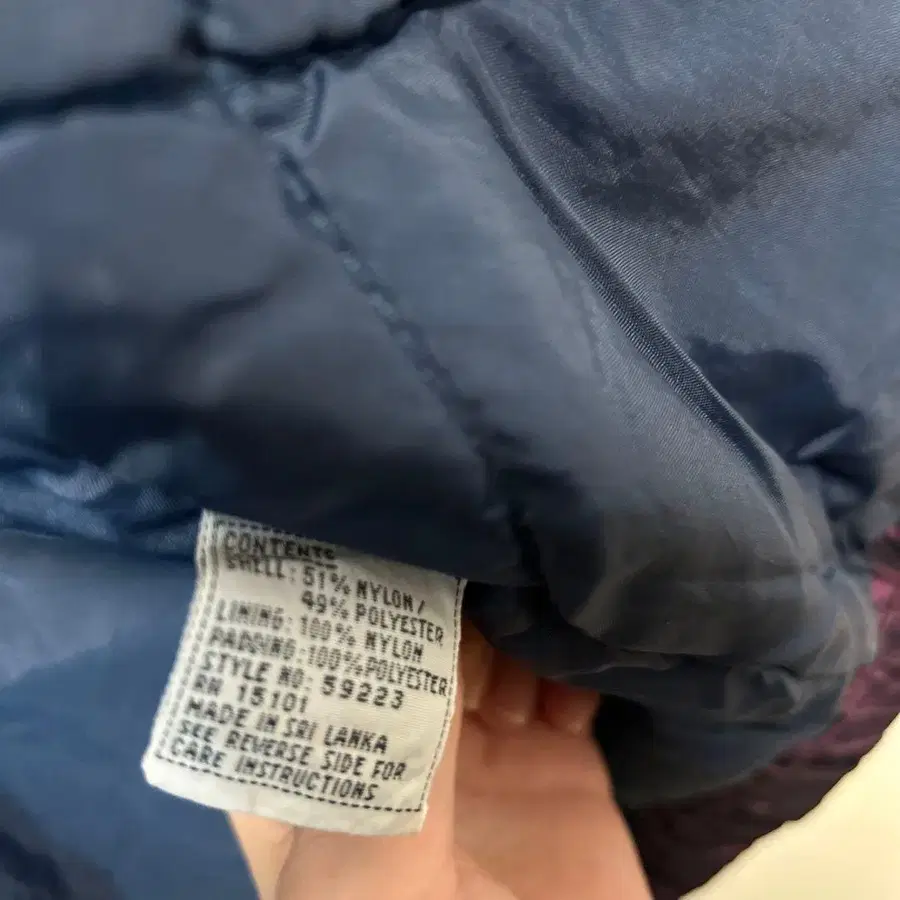 CONTENTS
SHELL: 51% NYLON/
49% POLYESTER
LINING: 100% NYLON
PADDING: 100% POLYESTER
STYLE NO: 59223
RN 15101
MADE IN SRI LANKA
SEE REVERSE SIDE FOR
CARE INSTRUCTIONS